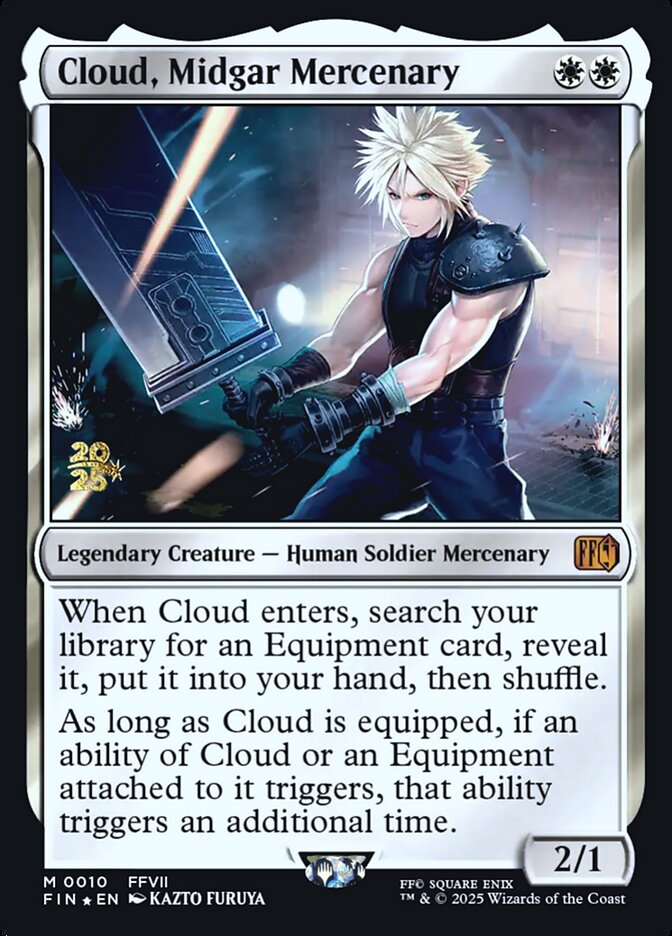 Cloud, Midgar Mercenary
20
25
Legendary Creature — Human Soldier Mercenary
FF
When Cloud enters, search your
library for an Equipment card, reveal
it, put it into your hand, then shuffle.
As long as Cloud is equipped, if an
ability of Cloud or an Equipment
attached to it triggers, that ability
triggers an additional time.
2/1
M 0010 FFVII
FIN★EN KAZTO FURUYA
FF© SQUARE ENIX
™ & © 2025 Wizards of the Coast